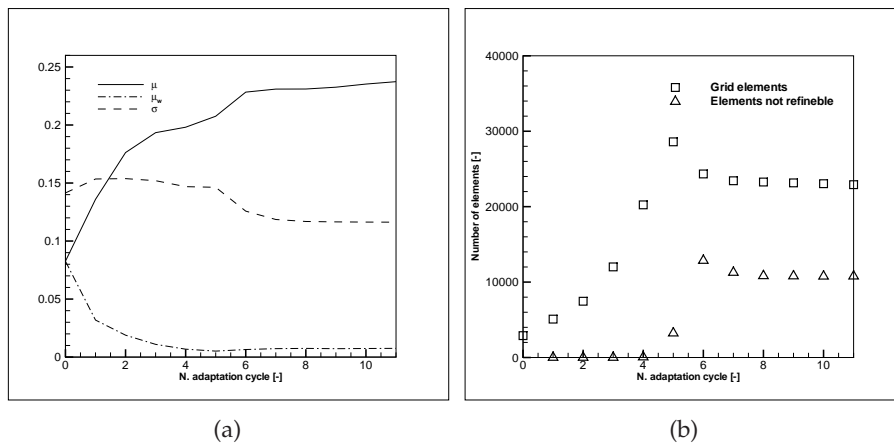 0.25
0.2
0.15
0.1
0.05
0
0 2 4 6 8 10
N. adaptation cycle [-]
μ
μw
σ
(a)
40000
30000
20000
10000
0
0 2 4 6 8 10
N. adaptation cycle [-]
Number of elements [-]
Grid elements
Elements not refineble
(b)